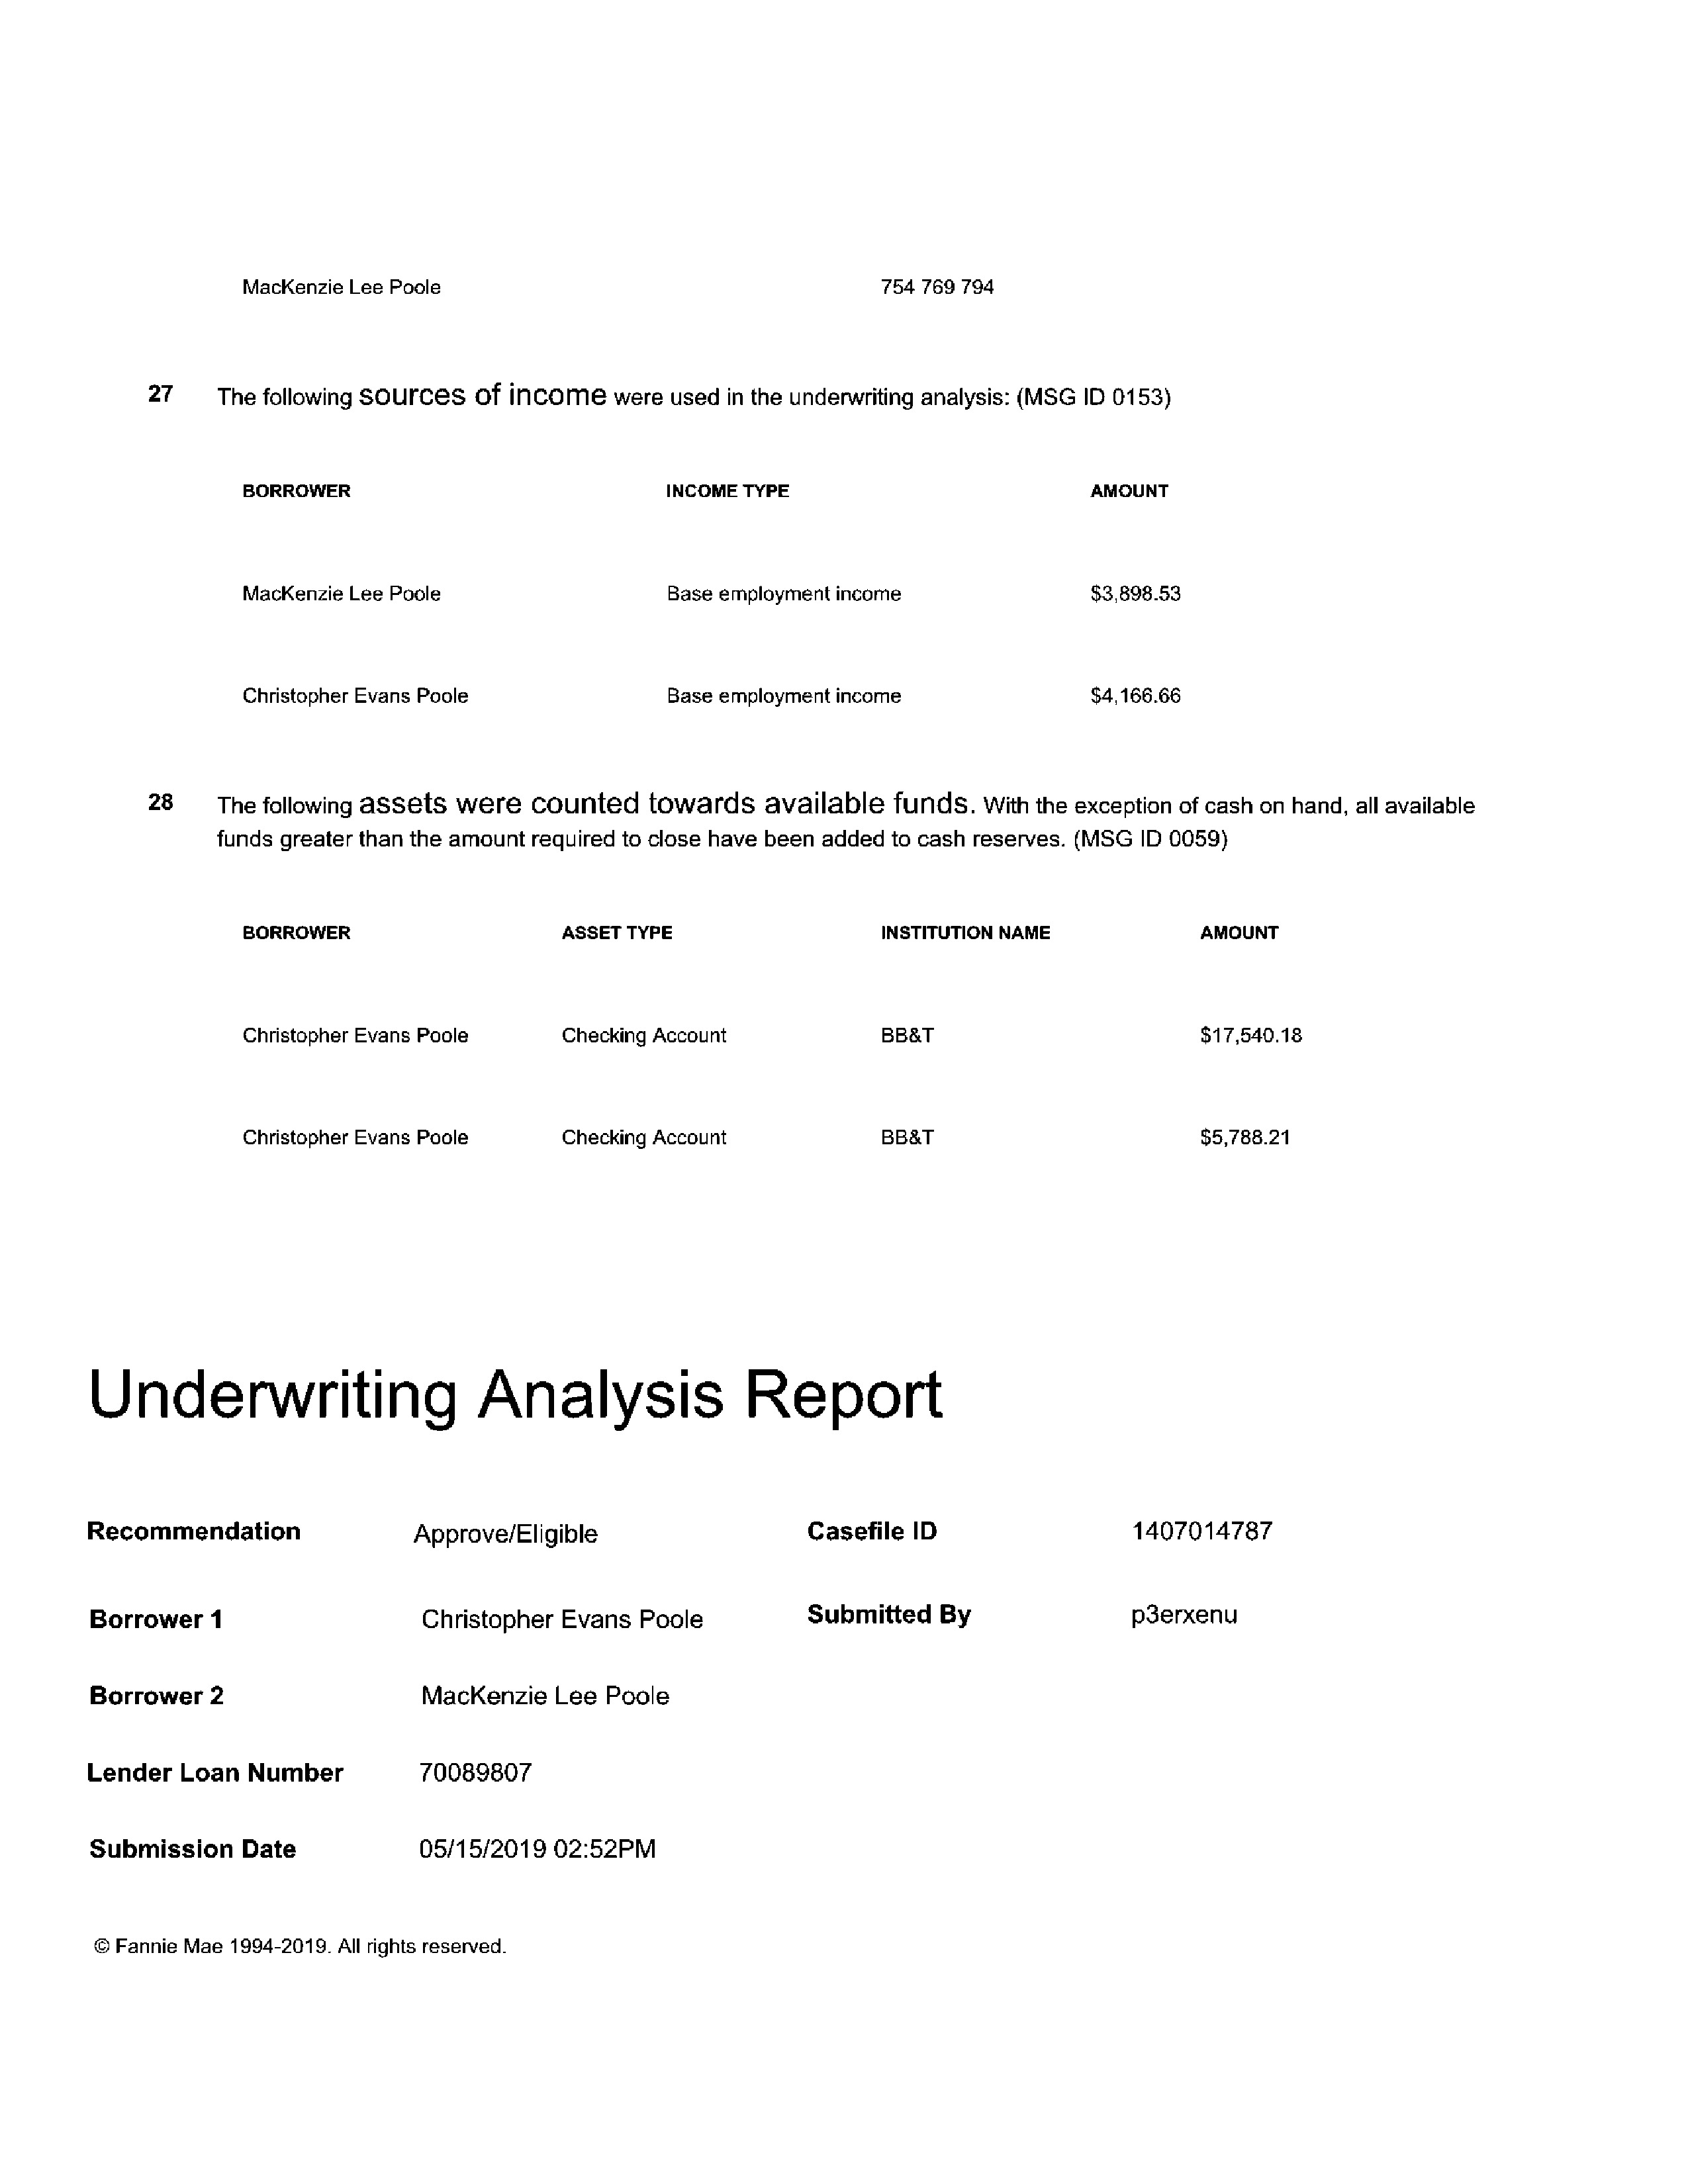 MacKenzie Lee Poole 754 769 794
27 The following sources of income were used in the underwriting analysis: (MSG ID 0153)
BORROWER INCOME TYPE AMOUNT
MacKenzie Lee Poole Base employment income $3,898.53
Christopher Evans Poole Base employment income $4,166.66
28 The following assets were counted towards available funds. With the exception of cash on hand, all available
funds greater than the amount required to close have been added to cash reserves. (MSG ID 0059)
BORROWER ASSET TYPE INSTITUTION NAME AMOUNT
Christopher Evans Poole Checking Account BB&T $17,540.18
Christopher Evans Poole Checking Account BB&T $5,788.21
Underwriting Analysis Report
Recommendation Approve/Eligible Casefile ID 1407014787
Borrower 1 Christopher Evans Poole Submitted By p3erxenu
Borrower 2 MacKenzie Lee Poole
Lender Loan Number 70089807
Submission Date 05/15/2019 02:52PM
© Fannie Mae 1994-2019. All rights reserved.